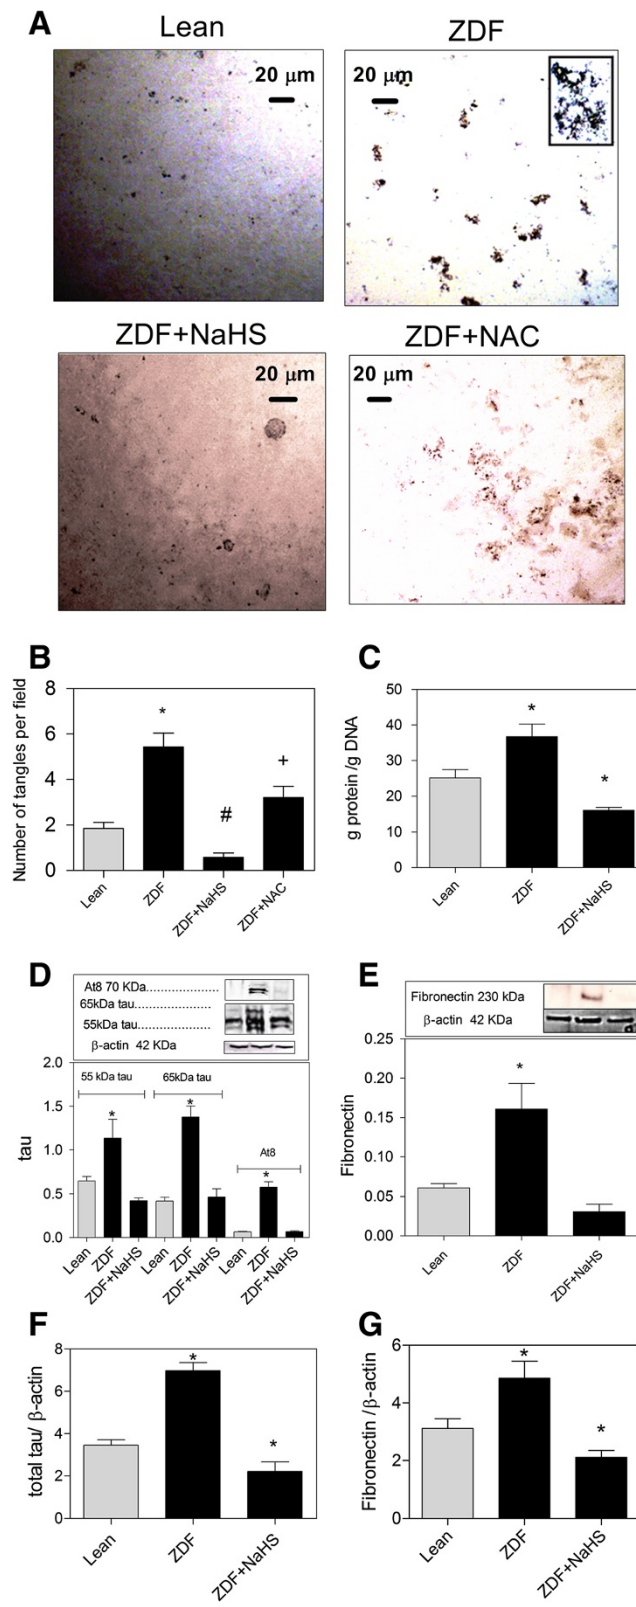 A
Lean
ZDF
20 μm
20 μm
ZDF+NaHS
ZDF+NAC
20 μm
20 μm
B
Number of tangles per field
8
6
4
2
0
*
#
+
Lean
ZDF
ZDF+NaHS
ZDF+NAC
C
g protein /g DNA
50
40
30
20
10
0
*
*
Lean
ZDF
ZDF+NaHS
D
At8 70 KDa......................
65kDa tau.......................
55kDa tau......................
β-actin 42 KDa
tau
2.0
1.5
1.0
0.5
0.0
55 kDa tau
65kDa tau
At8
*
*
*
Lean
ZDF
ZDF+NaHS
Lean
ZDF
ZDF+NaHS
Lean
ZDF
ZDF+NaHS
E
Fibronectin 230 kDa
β-actin 42 KDa
Fibronectin
0.25
0.20
0.15
0.10
0.05
0.00
*
Lean
ZDF
ZDF+NaHS
F
total tau/ β-actin
8
6
4
2
0
*
*
Lean
ZDF
ZDF+NaHS
G
Fibronectin /β-actin
6
4
2
0
*
*
Lean
ZDF
ZDF+NaHS